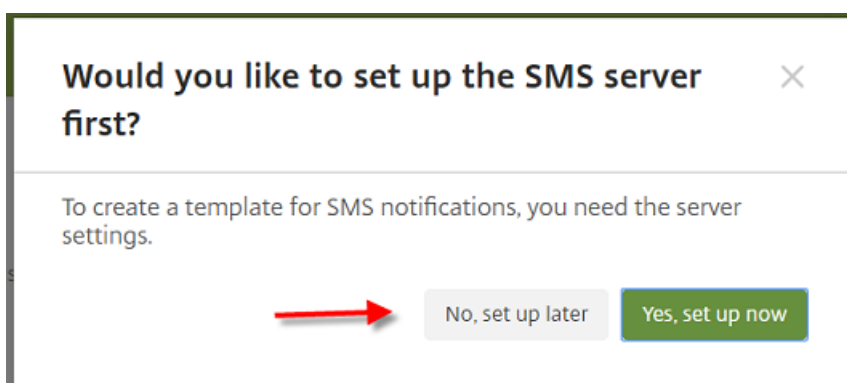 Would you like to set up the SMS server
first?
To create a template for SMS notifications, you need the server
settings.
No, set up later
Yes, set up now